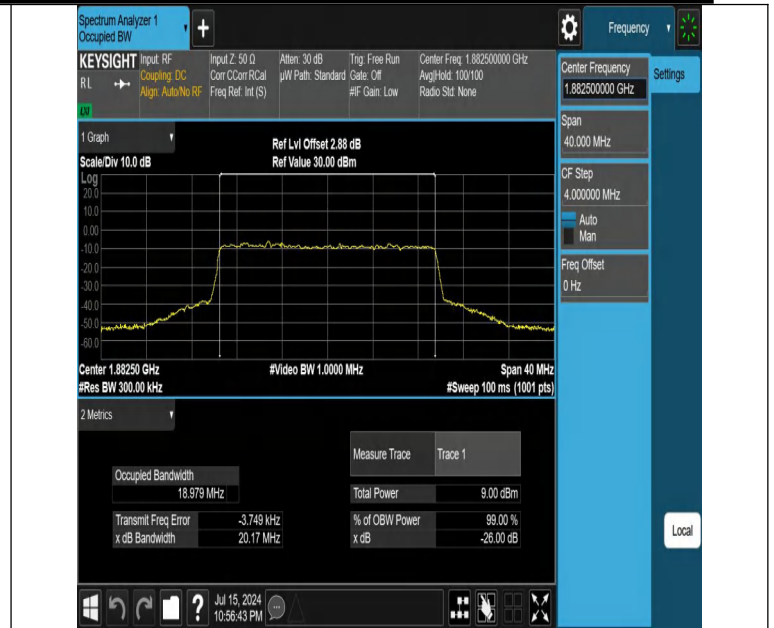 Spectrum Analyzer 1
Occupied BW
+
Frequency
KEYSIGHT
RL
LXI
Input: RF
Coupling: DC
Align: Auto/No RF
Input Z: 50 Ω
Corr CCorr RCal
Freq Ref: Int (S)
Atten: 30 dB
µW Path: Standard
Trig: Free Run
Gate: Off
#IF Gain: Low
Center Freq: 1.882500000 GHz
Avg|Hold: 100/100
Radio Std: None
Center Frequency
1.882500000 GHz
Settings
Span
40.000 MHz
CF Step
4.000000 MHz
Auto
Man
Freq Offset
0 Hz
1 Graph
Scale/Div 10.0 dB
Ref Lvl Offset 2.88 dB
Ref Value 30.00 dBm
Log
20.0
10.0
0.00
-10.0
-20.0
-30.0
-40.0
-50.0
-60.0
Center 1.88250 GHz
#Video BW 1.0000 MHz
Span 40 MHz
#Res BW 300.00 kHz
#Sweep 100 ms (1001 pts)
2 Metrics
Measure Trace Trace 1
Occupied Bandwidth
18.979 MHz
Total Power 9.00 dBm
Transmit Freq Error -3.749 kHz
% of OBW Power 99.00 %
x dB Bandwidth 20.17 MHz
x dB -26.00 dB
Local
?
Jul 15, 2024
10:56:43 PM